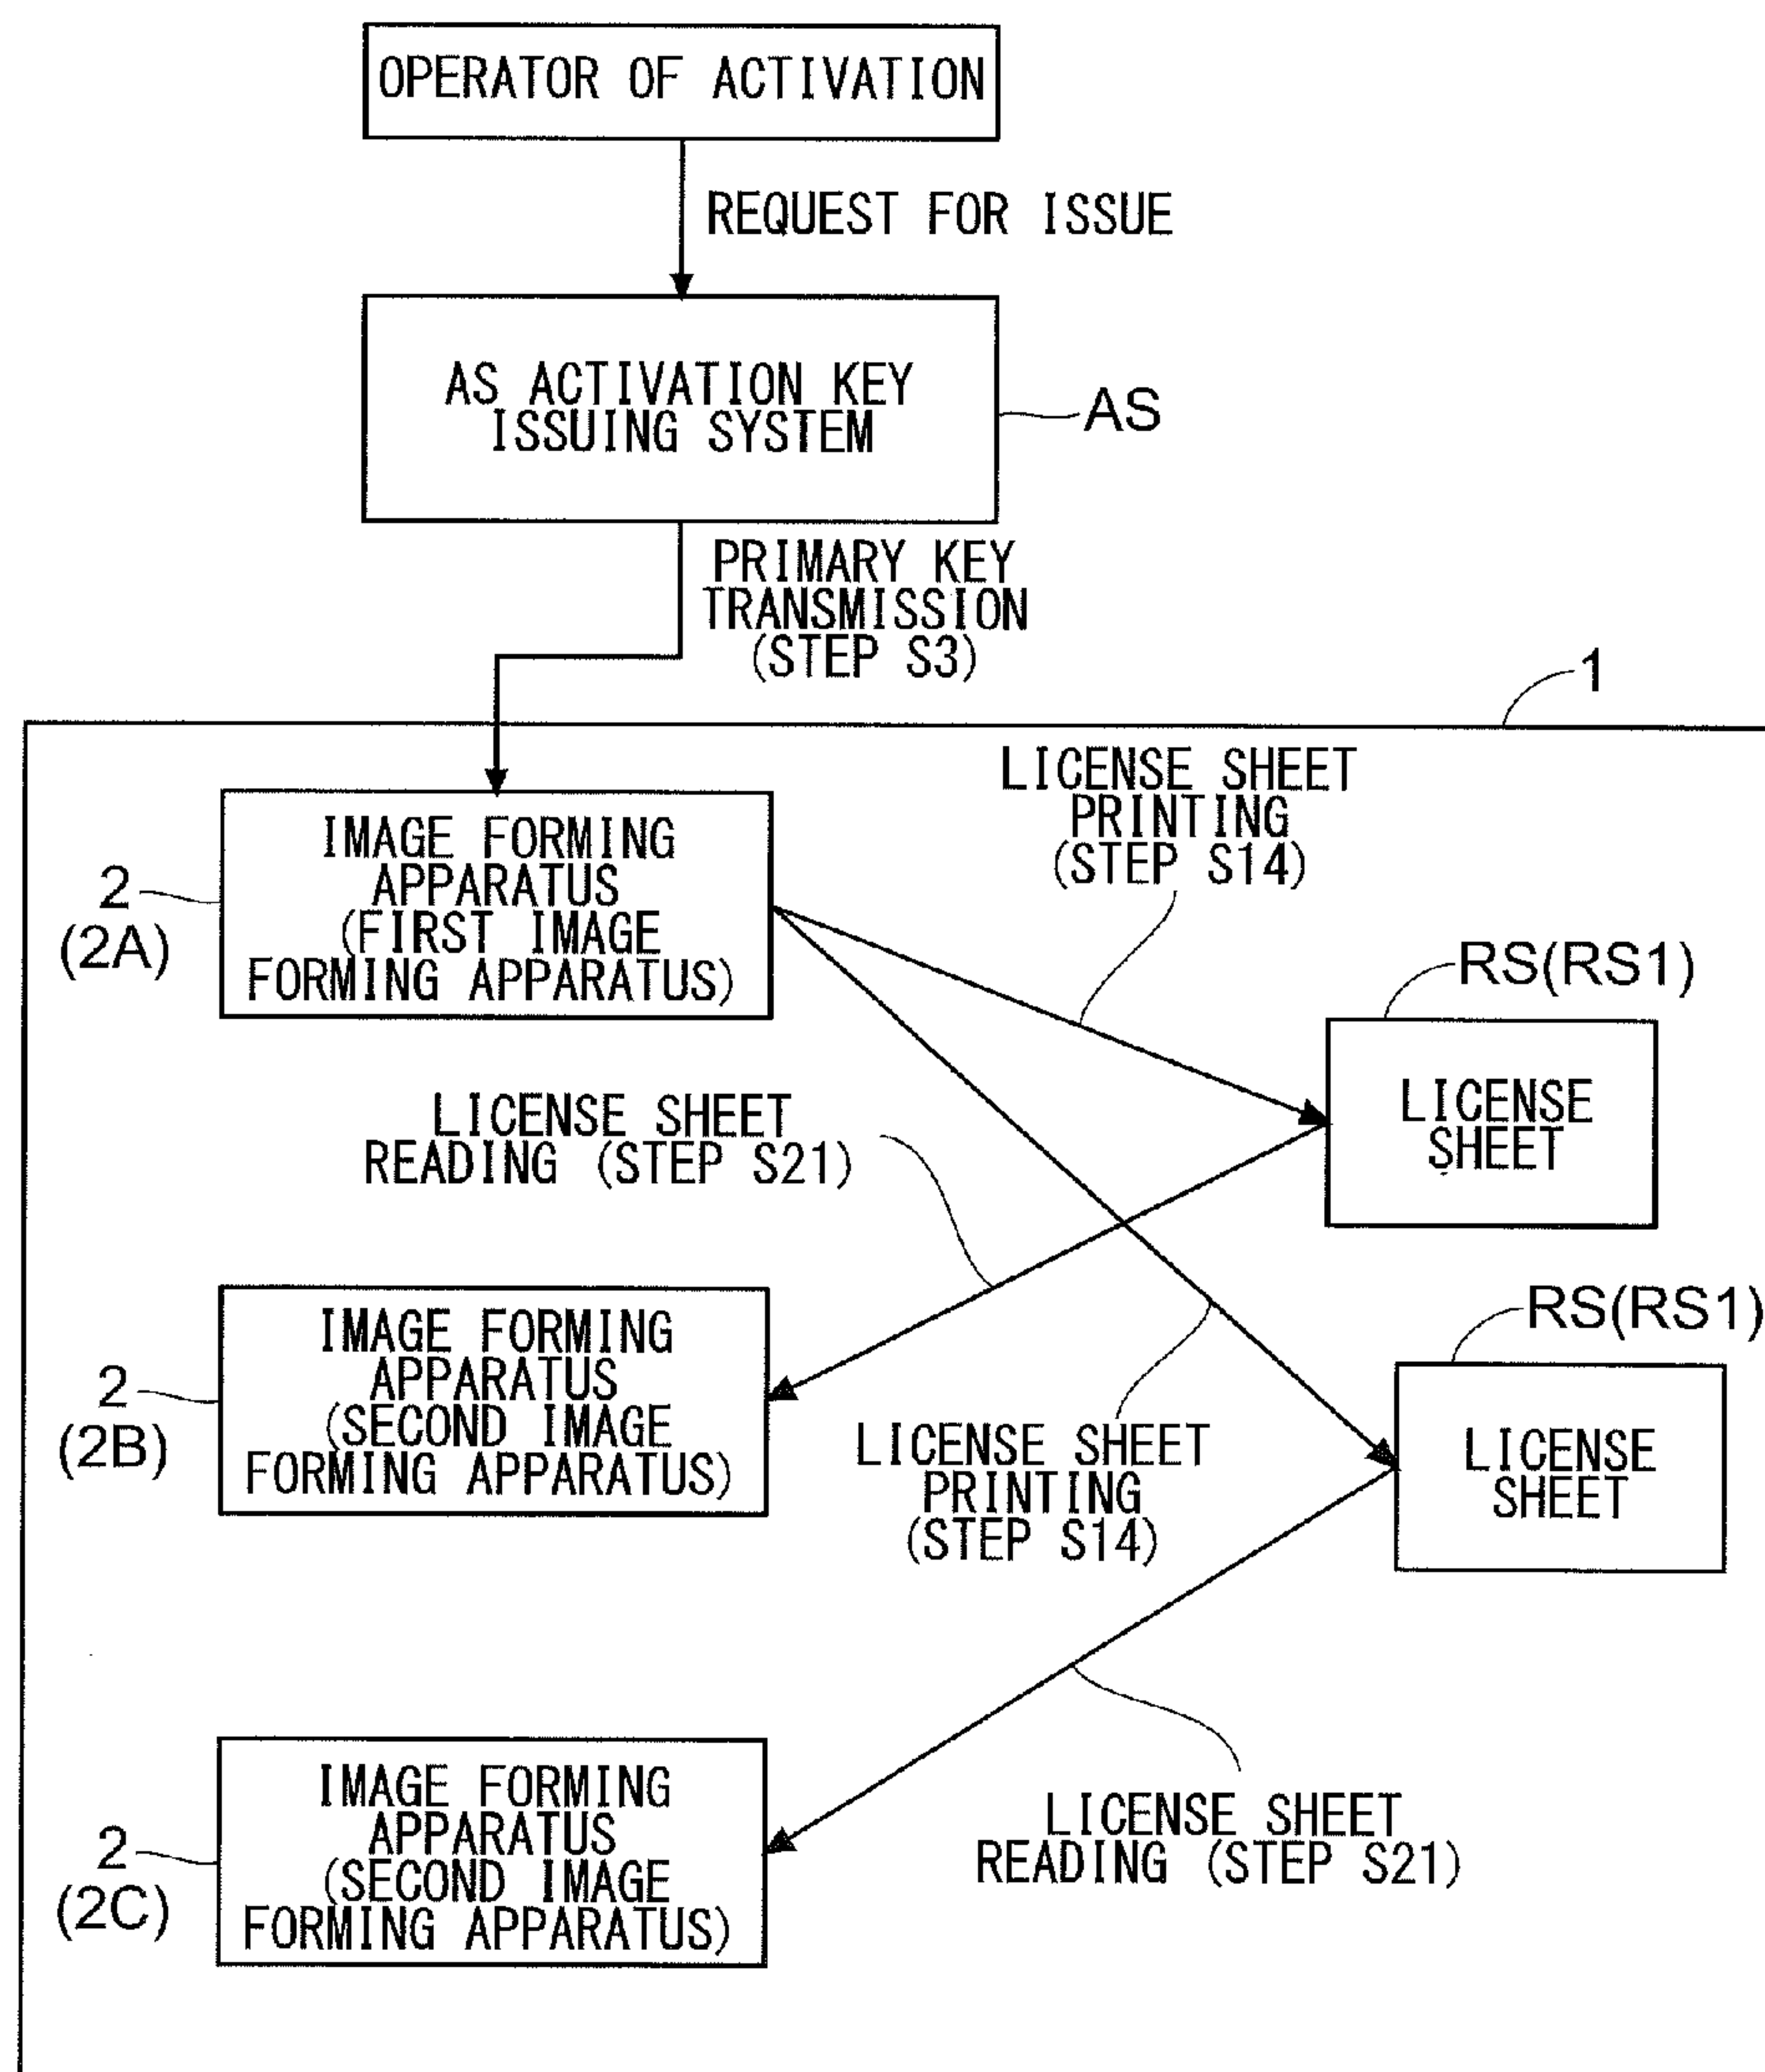 OPERATOR OF ACTIVATION
REQUEST FOR ISSUE
AS ACTIVATION KEY
ISSUING SYSTEM
AS
PRIMARY KEY
TRANSMISSION
(STEP S3)
1
LICENSE SHEET
PRINTING
(STEP S14)
IMAGE FORMING
APPARATUS
(FIRST IMAGE
FORMING APPARATUS)
2
(2A)
RS(RS1)
LICENSE
SHEET
LICENSE SHEET
READING (STEP S21)
RS(RS1)
LICENSE
SHEET
IMAGE FORMING
APPARATUS
(SECOND IMAGE
FORMING APPARATUS)
2
(2B)
LICENSE SHEET
PRINTING
(STEP S14)
IMAGE FORMING
APPARATUS
(SECOND IMAGE
FORMING APPARATUS)
2
(2C)
LICENSE SHEET
READING (STEP S21)